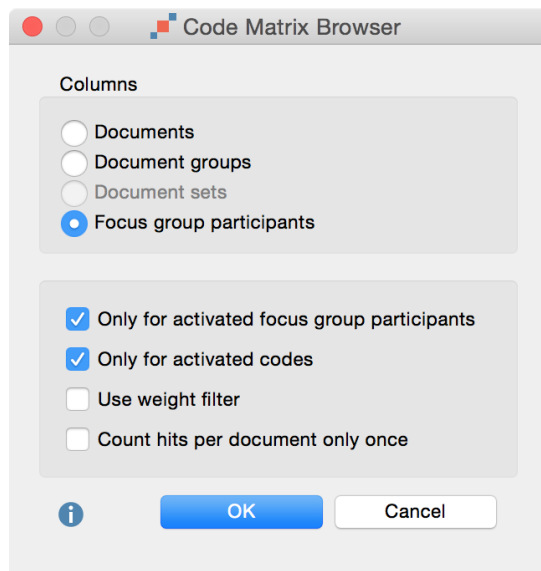 Code Matrix Browser
Columns
Documents
Document groups
Document sets
Focus group participants
Only for activated focus group participants
Only for activated codes
Use weight filter
Count hits per document only once
OK
Cancel